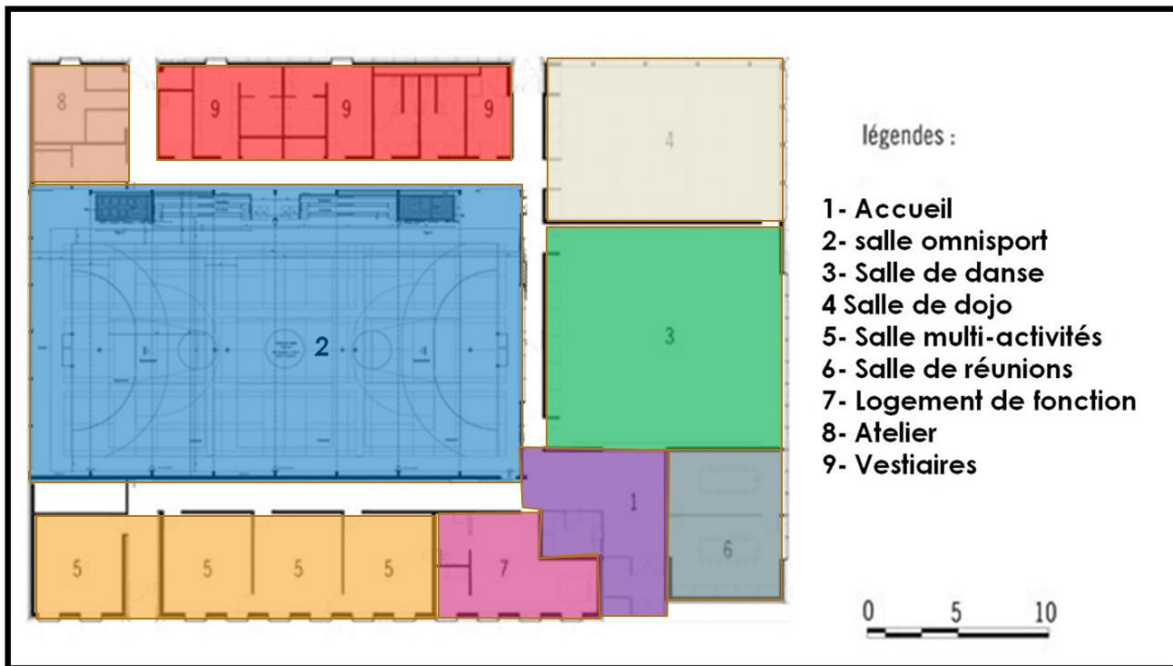 8
9
9
9
4
2
3
5
5
5
5
7
1
6
légendes :
1- Accueil
2- salle omnisport
3- Salle de danse
4 Salle de dojo
5- Salle multi-activités
6- Salle de réunions
7- Logement de fonction
8- Atelier
9- Vestiaires
0 5 10